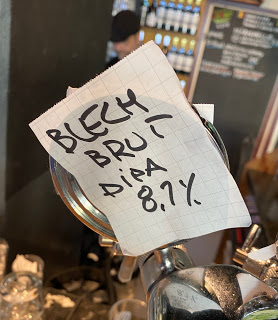 BLECH
BRUT
DIPA
8,1%